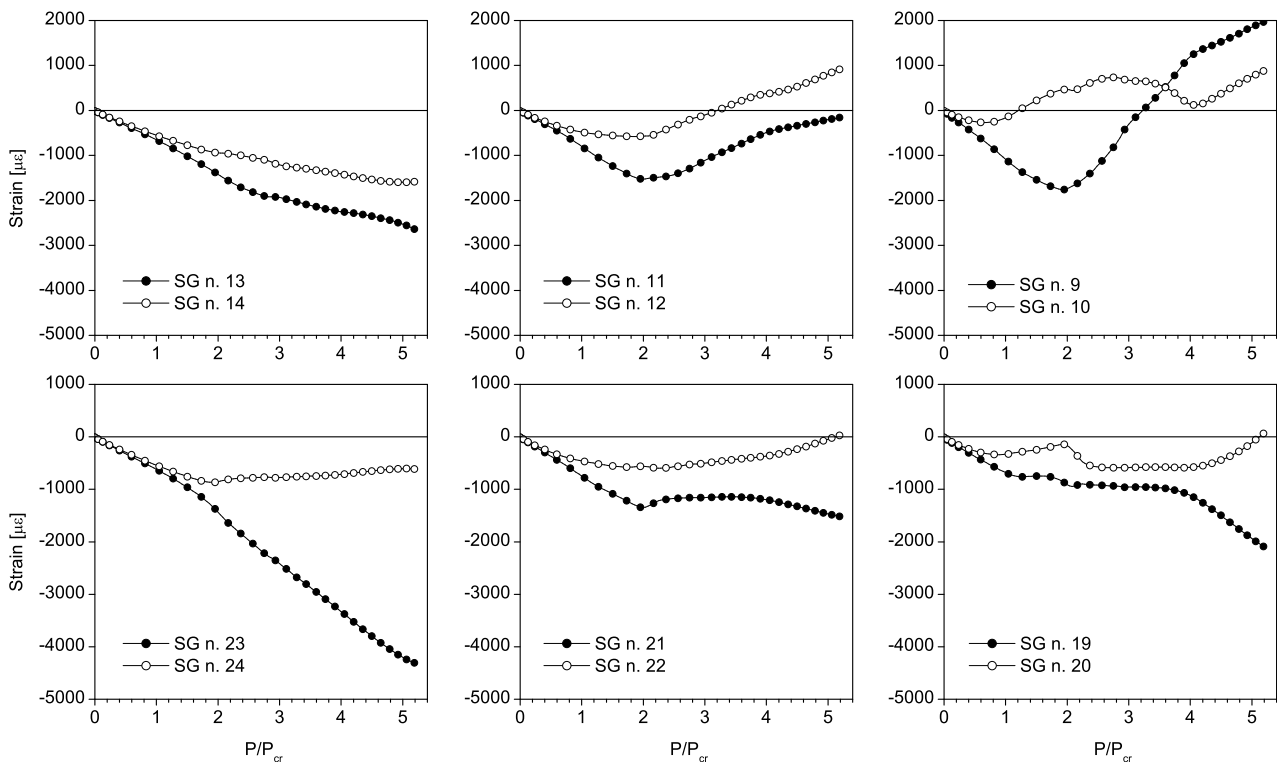 2000
1000
0
-1000
-2000
-3000
-4000
-5000
Strain [με]
SG n. 13
SG n. 14
0 1 2 3 4 5
2000
1000
0
-1000
-2000
-3000
-4000
-5000
SG n. 11
SG n. 12
0 1 2 3 4 5
2000
1000
0
-1000
-2000
-3000
-4000
-5000
SG n. 9
SG n. 10
0 1 2 3 4 5
1000
0
-1000
-2000
-3000
-4000
-5000
Strain [με]
SG n. 23
SG n. 24
0 1 2 3 4 5
P/Pcr
1000
0
-1000
-2000
-3000
-4000
-5000
SG n. 21
SG n. 22
0 1 2 3 4 5
P/Pcr
1000
0
-1000
-2000
-3000
-4000
-5000
SG n. 19
SG n. 20
0 1 2 3 4 5
P/Pcr